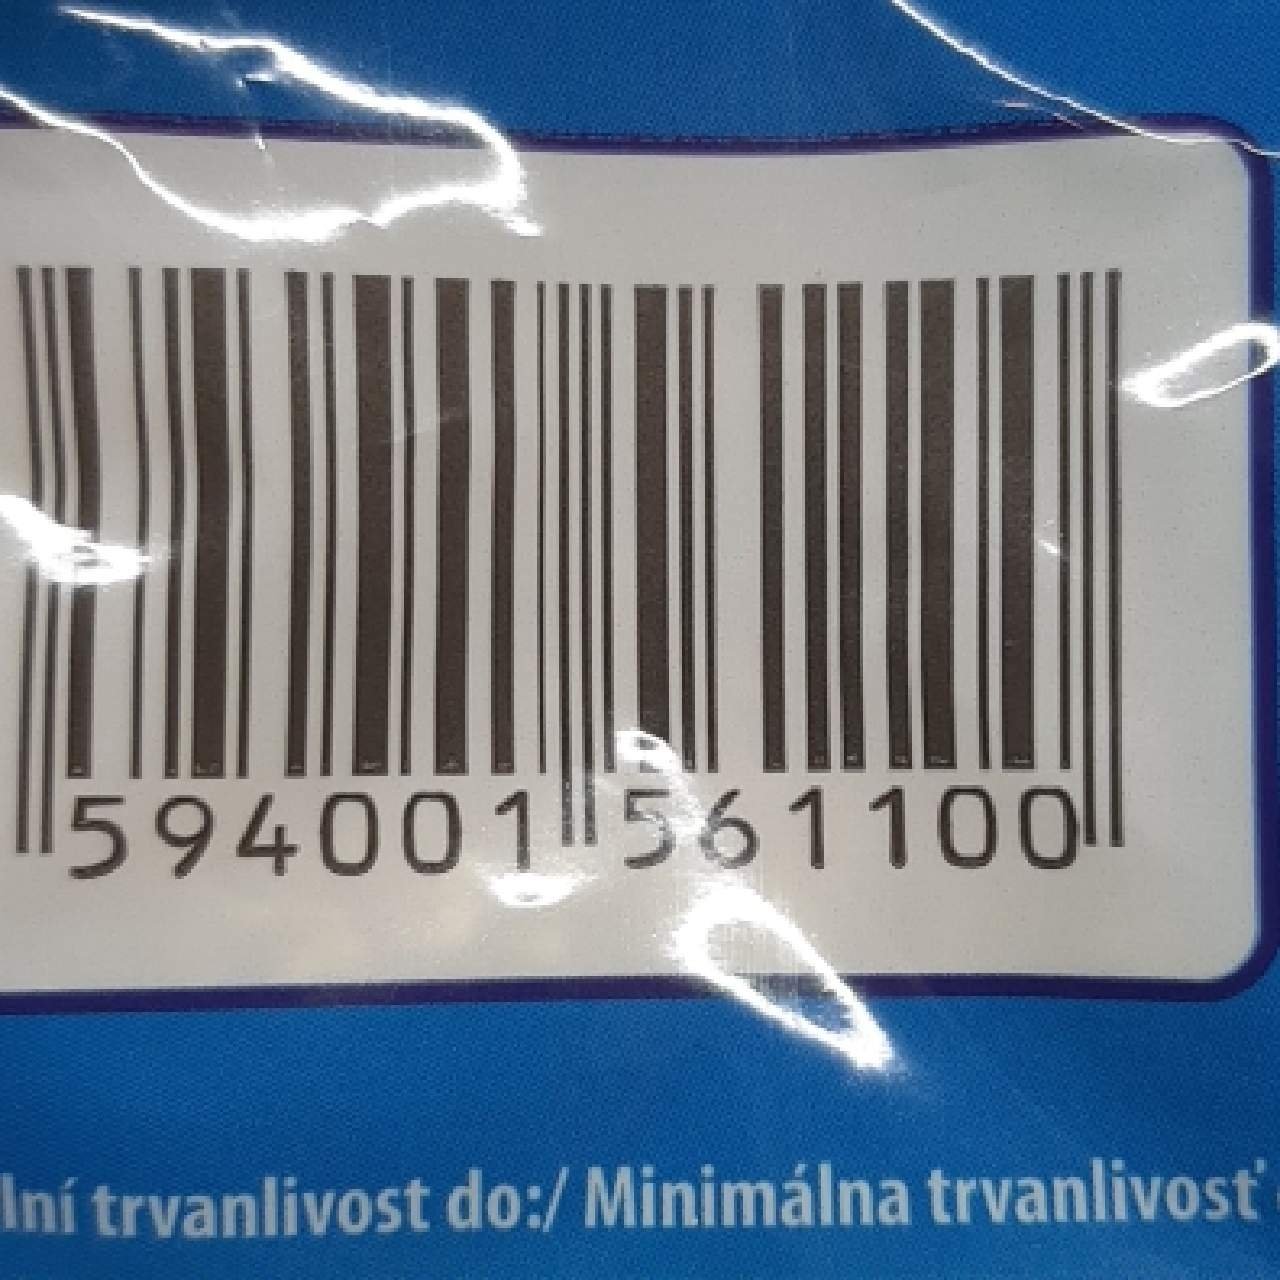 594001 561100
lní trvanlivost do:/ Minimálna trvanlivosť